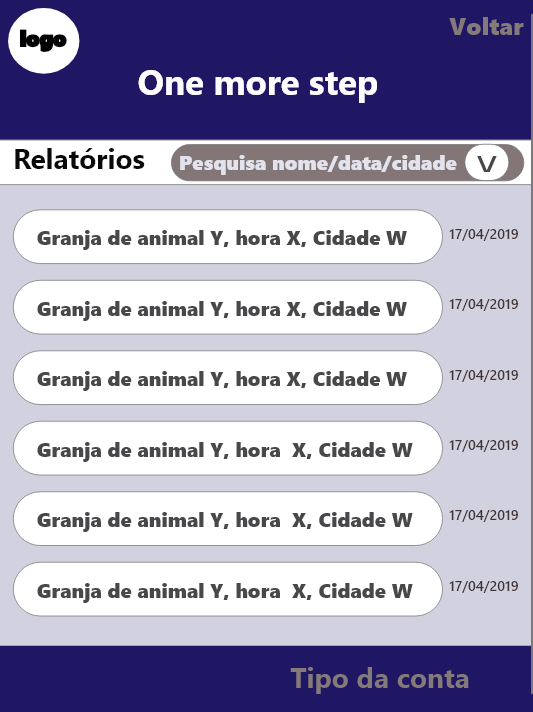 logo
Voltar
One more step
Relatórios
Pesquisa nome/data/cidade V
Granja de animal Y, hora X, Cidade W 17/04/2019
Granja de animal Y, hora X, Cidade W 17/04/2019
Granja de animal Y, hora X, Cidade W 17/04/2019
Granja de animal Y, hora  X, Cidade W 17/04/2019
Granja de animal Y, hora  X, Cidade W 17/04/2019
Granja de animal Y, hora  X, Cidade W 17/04/2019
Tipo da conta